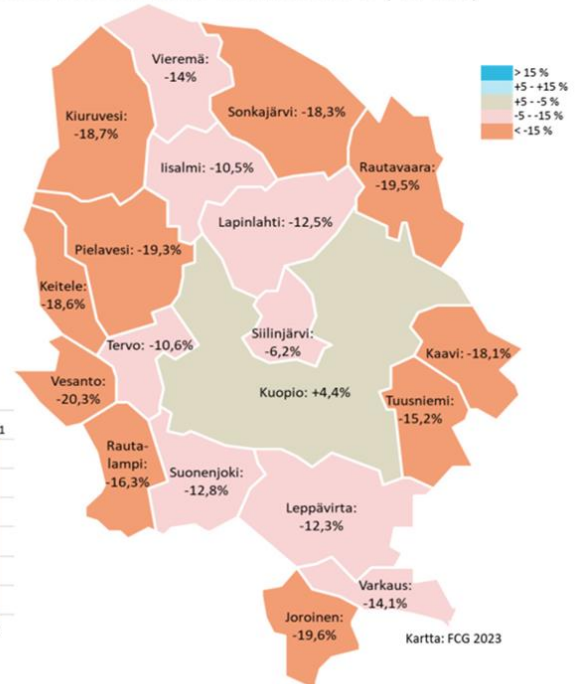 Vieremä:
-14%
> 15 %
+5 - +15 %
+5 - -5 %
-5 - -15 %
< -15 %
Kiuruvesi:
-18,7%
Sonkajärvi: -18,3%
Iisalmi: -10,5%
Rautavaara:
-19,5%
Lapinlahti: -12,5%
Pielavesi: -19,3%
Keitele:
-18,6%
Siilinjärvi:
-6,2%
Tervo: -10,6%
Kaavi: -18,1%
Vesanto:
-20,3%
Kuopio: +4,4%
Tuusniemi:
-15,2%
1
Rauta-
lampi:
-16,3%
Suonenjoki:
-12,8%
Leppävirta:
-12,3%
Varkaus:
-14,1%
Joroinen:
-19,6%
Kartta: FCG 2023